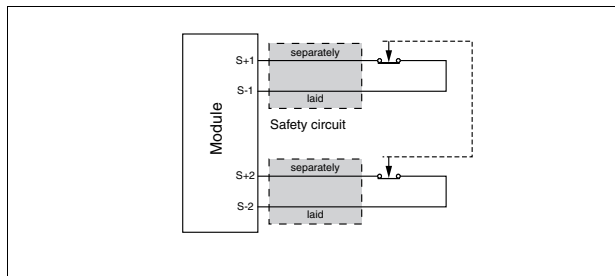 separately
S+1
S-1
laid
Safety circuit
Module
separately
S+2
S-2
laid